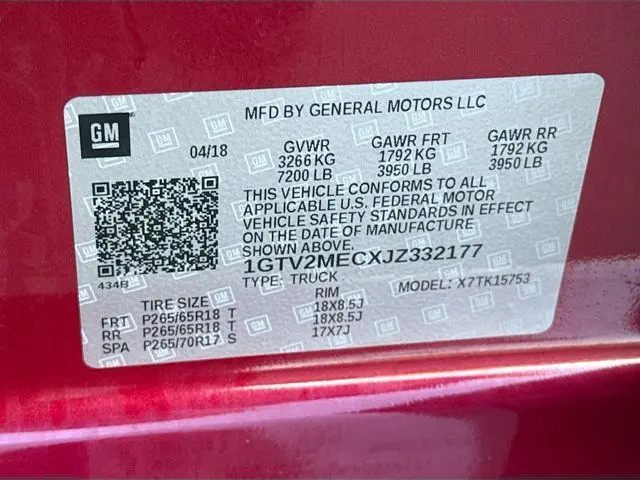 GM
MFD BY GENERAL MOTORS LLC
04/18 GVWR GAWR FRT GAWR RR
3266 KG 1792 KG 1792 KG
7200 LB 3950 LB 3950 LB
THIS VEHICLE CONFORMS TO ALL
APPLICABLE U.S. FEDERAL MOTOR
VEHICLE SAFETY STANDARDS IN EFFECT
ON THE DATE OF MANUFACTURE
SHOWN ABOVE.
1GTV2MECXJZ332177
434B TYPE: TRUCK MODEL: X7TK15753
TIRE SIZE RIM
FRT P265/65R18 T 18X8.5J
RR P265/65R18 T 18X8.5J
SPA P265/70R17 S 17X7J